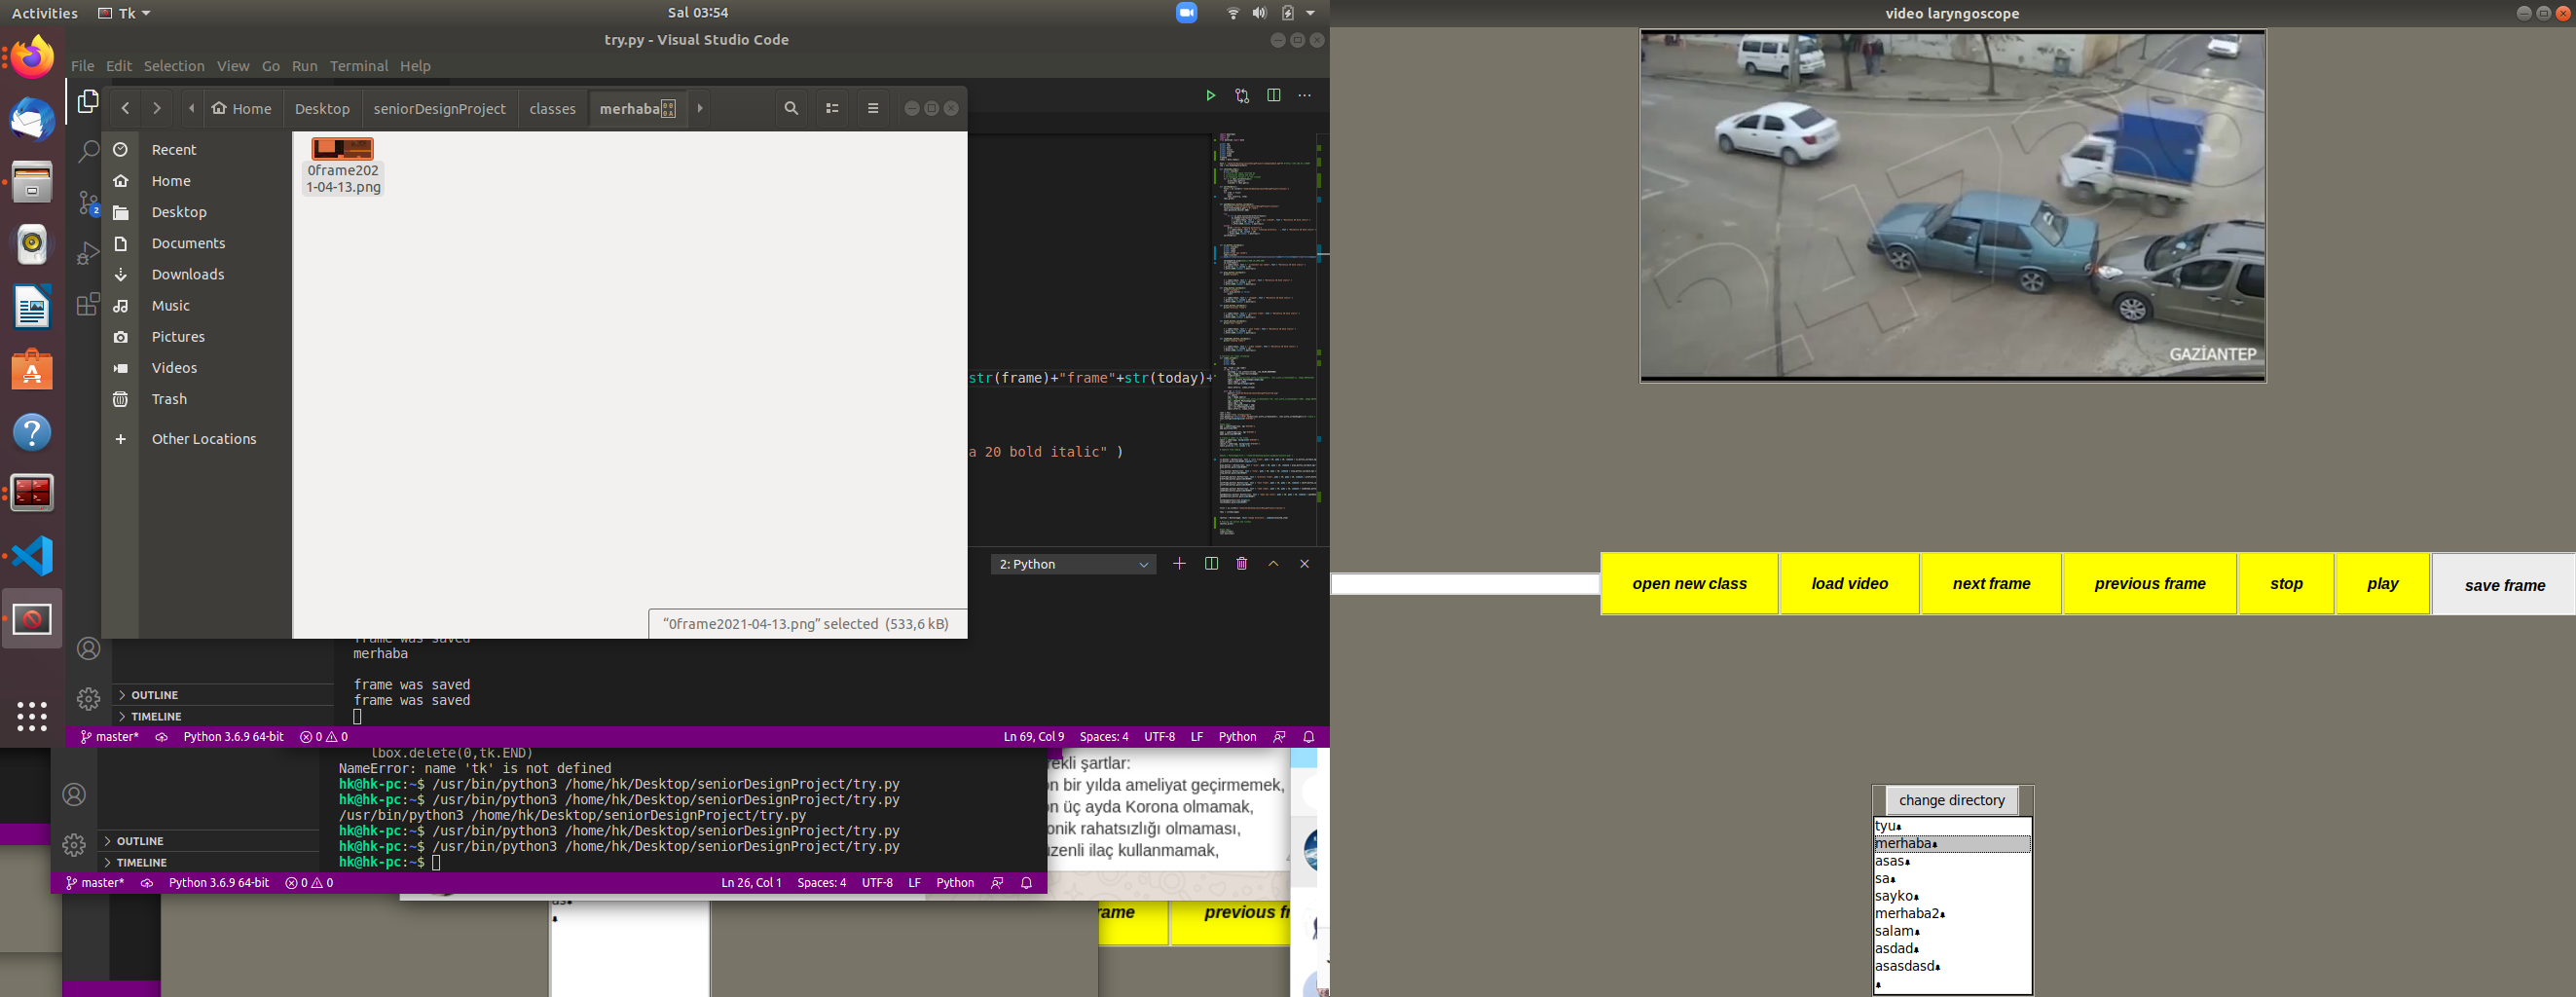 Activities
Tk
Sal 03:54
try.py - Visual Studio Code
File Edit Selection View Go Run Terminal Help
Home Desktop seniorDesignProject classes merhaba
Recent
Home
Desktop
Documents
Downloads
Music
Pictures
Videos
Trash
Other Locations
0frame202
1-04-13.png
"0frame2021-04-13.png" selected (533,6 kB)
2
str(frame)+"frame"+str(today)+
a 20 bold italic" )
2: Python
frame was saved
merhaba
frame was saved
frame was saved
OUTLINE
TIMELINE
master* Python 3.6.9 64-bit 0 0 Ln 69, Col 9 Spaces: 4 UTF-8 LF Python
lbox.delete(0,tk.END)
NameError: name 'tk' is not defined
hk@hk-pc:~$ /usr/bin/python3 /home/hk/Desktop/seniorDesignProject/try.py
hk@hk-pc:~$ /usr/bin/python3 /home/hk/Desktop/seniorDesignProject/try.py
/usr/bin/python3 /home/hk/Desktop/seniorDesignProject/try.py
hk@hk-pc:~$ /usr/bin/python3 /home/hk/Desktop/seniorDesignProject/try.py
hk@hk-pc:~$ /usr/bin/python3 /home/hk/Desktop/seniorDesignProject/try.py
hk@hk-pc:~$
OUTLINE
TIMELINE
master* Python 3.6.9 64-bit 0 0 Ln 26, Col 1 Spaces: 4 UTF-8 LF Python
ekli şartlar:
n bir yılda ameliyat geçirmemek,
n üç ayda Korona olmamak,
onik rahatsızlığı olmaması,
zenli ilaç kullanmamak,
as
rame
previous fr
video laryngoscope
GAZİANTEP
open new class
load video
next frame
previous frame
stop
play
save frame
change directory
tyu
merhaba
asas
sa
sayko
merhaba2
salam
asdad
asasdasd